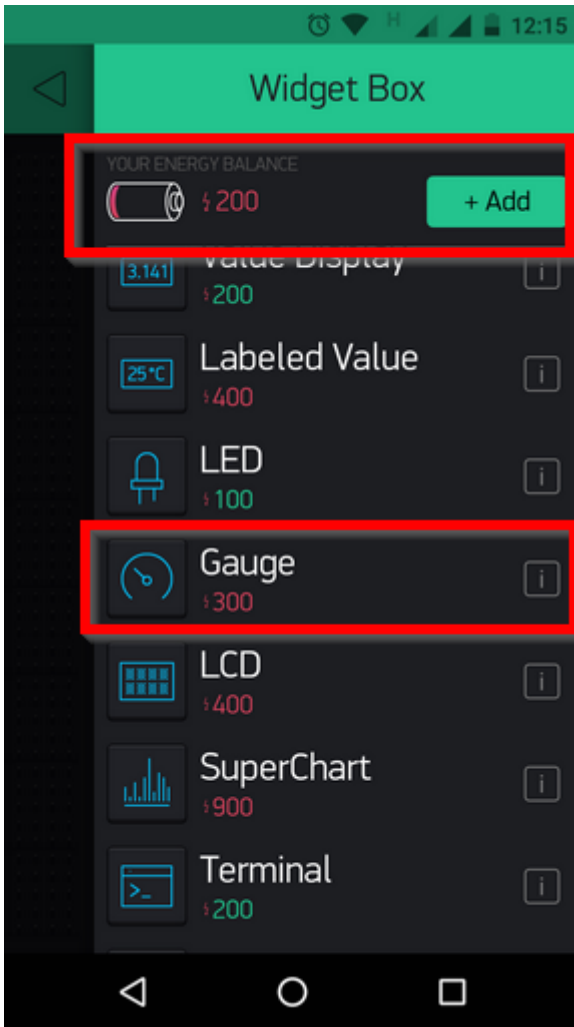 H 12:15
Widget Box
YOUR ENERGY BALANCE
200
+ Add
Value Display
3.141
200
Labeled Value
25°C
400
LED
100
Gauge
300
LCD
400
SuperChart
900
Terminal
>_
200